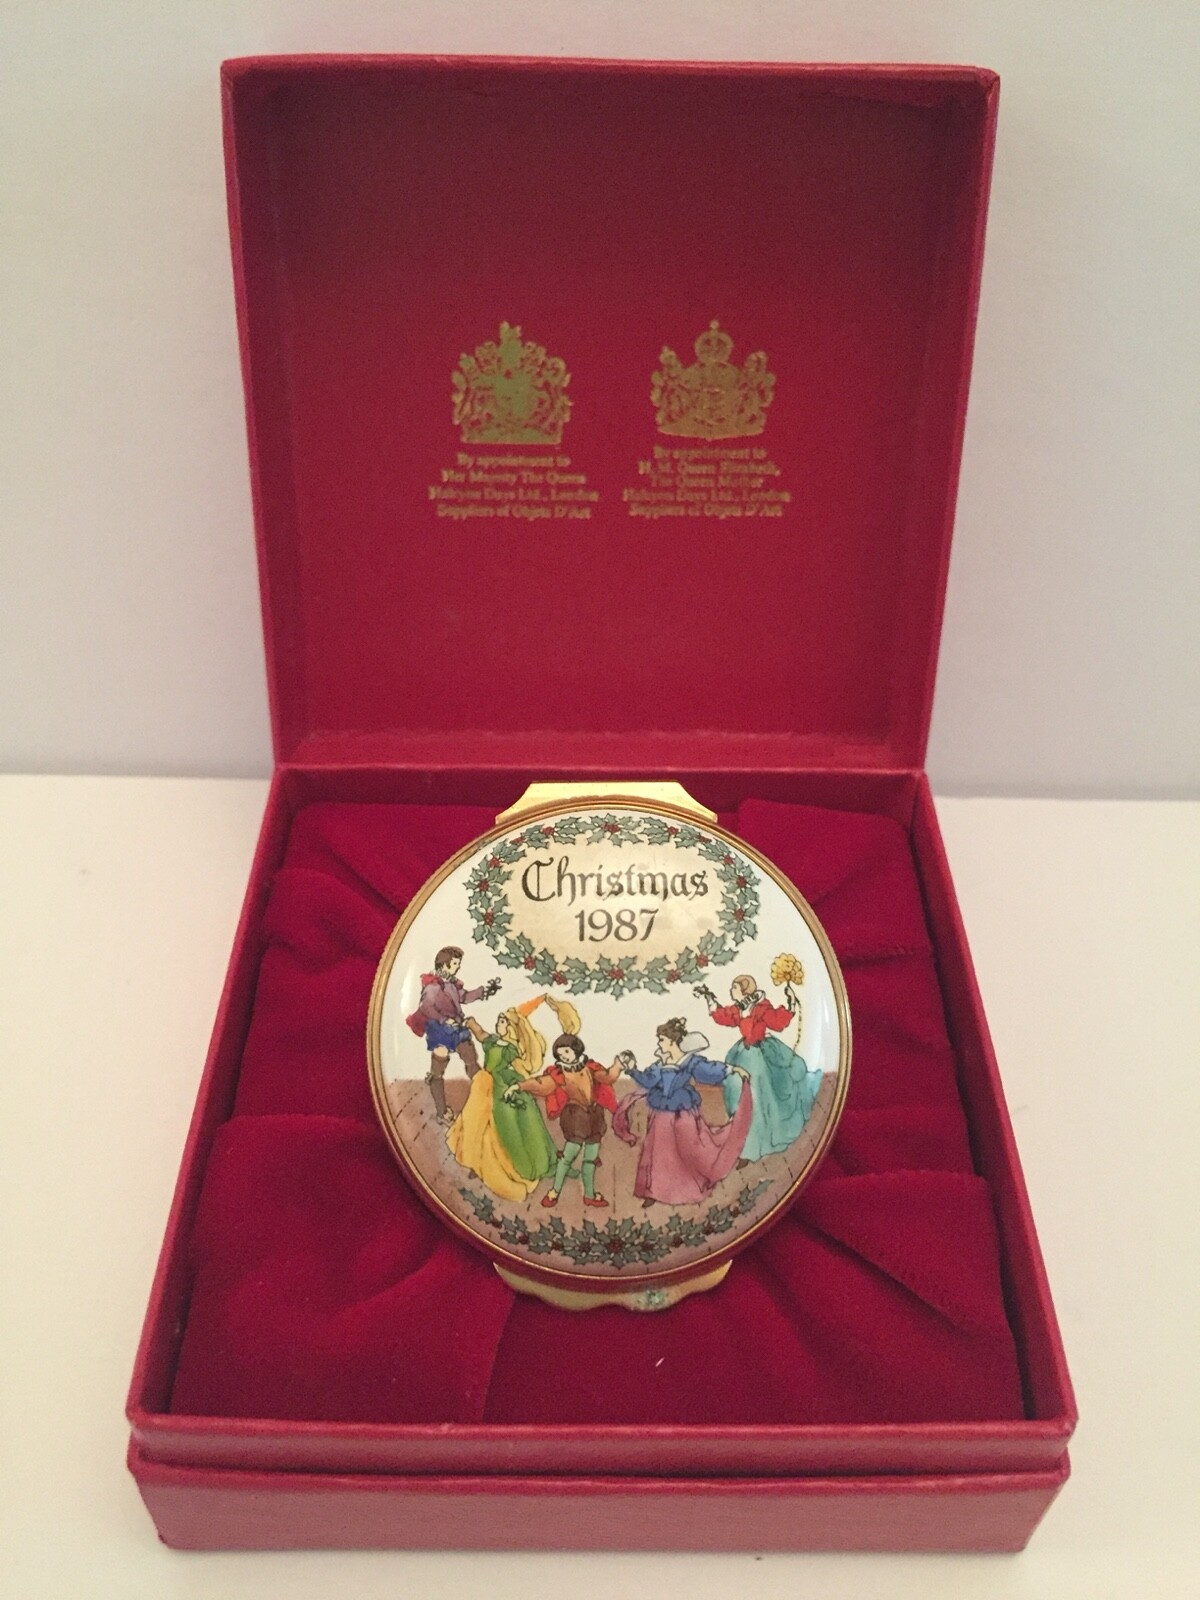 By appointment to
Her Majesty The Queen
Halcyon Days Ltd., London
Suppliers of Objets D'Art
By appointment to
H. M. Queen Elizabeth,
The Queen Mother
Halcyon Days Ltd., London
Suppliers of Objets D'Art
Christmas
1987